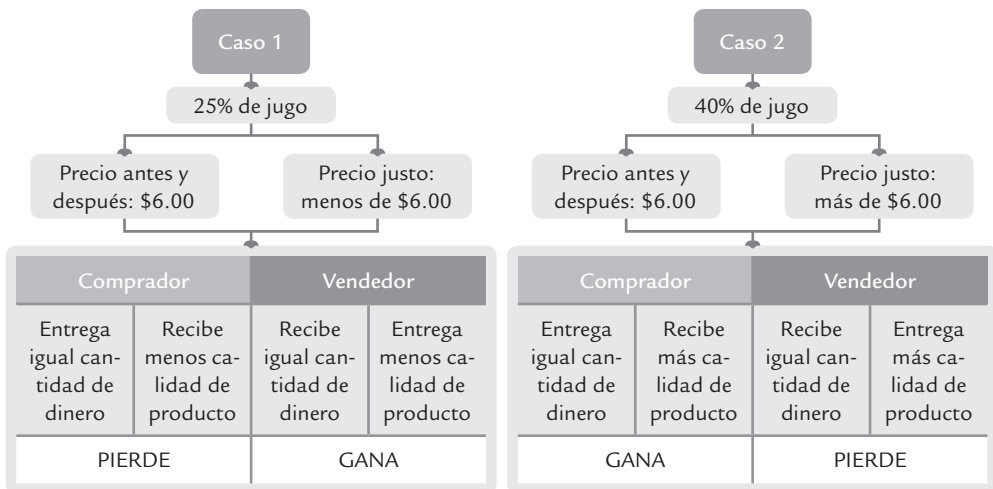 Caso 1
25% de jugo
Precio antes y
después: $6.00
Precio justo:
menos de $6.00
Comprador
Vendedor
Entrega
igual can-
tidad de
dinero
Recibe
menos ca-
lidad de
producto
Recibe
igual can-
tidad de
dinero
Entrega
menos ca-
lidad de
producto
PIERDE
GANA
Caso 2
40% de jugo
Precio antes y
después: $6.00
Precio justo:
más de $6.00
Comprador
Vendedor
Entrega
igual can-
tidad de
dinero
Recibe
más ca-
lidad de
producto
Recibe
igual can-
tidad de
dinero
Entrega
más ca-
lidad de
producto
GANA
PIERDE